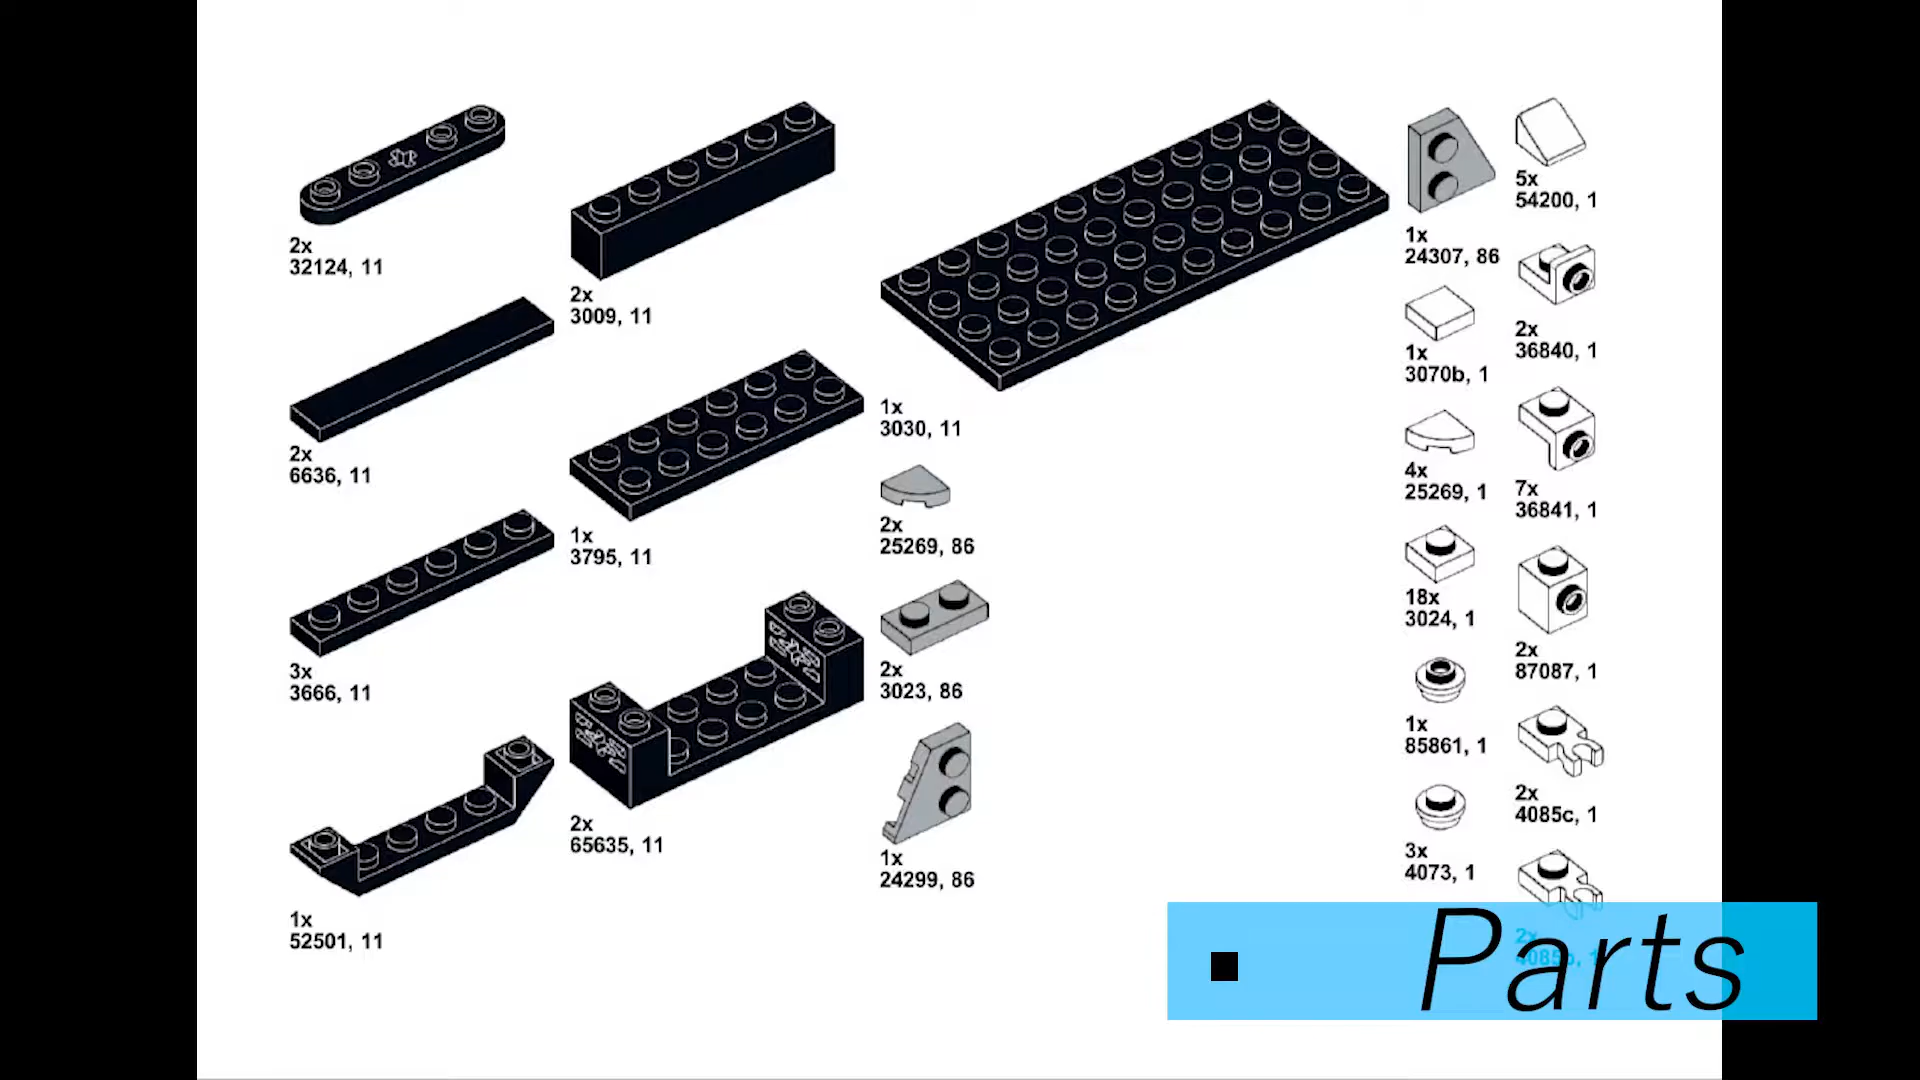 2x
32124, 11
2x
6636, 11
3x
3666, 11
1x
52501, 11
2x
3009, 11
1x
3795, 11
2x
65635, 11
1x
3030, 11
2x
25269, 86
2x
3023, 86
1x
24299, 86
1x
24307, 86
1x
3070b, 1
4x
25269, 1
18x
3024, 1
1x
85861, 1
3x
4073, 1
5x
54200, 1
2x
36840, 1
7x
36841, 1
2x
87087, 1
2x
4085c, 1
2x
Parts